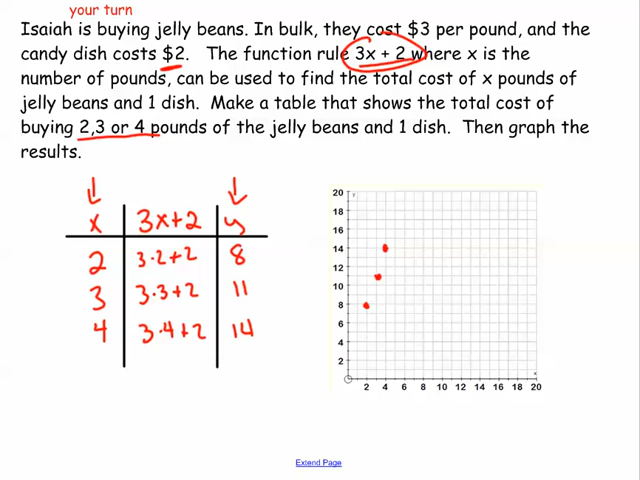 your turn
Isaiah is buying jelly beans. In bulk, they cost $3 per pound, and the
candy dish costs $2. The function rule 3x + 2 where x is the
number of pounds, can be used to find the total cost of x pounds of
jelly beans and 1 dish. Make a table that shows the total cost of
buying 2,3 or 4 pounds of the jelly beans and 1 dish. Then graph the
results.
x 3x+2 y
2 3·2+2 8
3 3·3+2 11
4 3·4+2 14
y
20
18
16
14
12
10
8
6
4
2
x
2 4 6 8 10 12 14 16 18 20
Extend Page